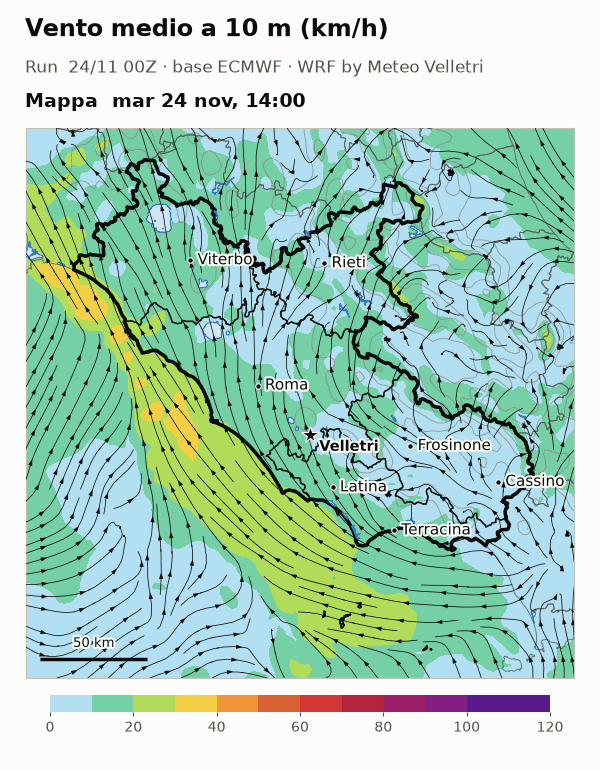 Vento medio a 10 m (km/h)
Run  24/11 00Z · base ECMWF · WRF by Meteo Velletri
Mappa  mar 24 nov, 14:00
Viterbo
Rieti
Roma
Velletri
Frosinone
Cassino
Latina
Terracina
50 km
0 20 40 60 80 100 120